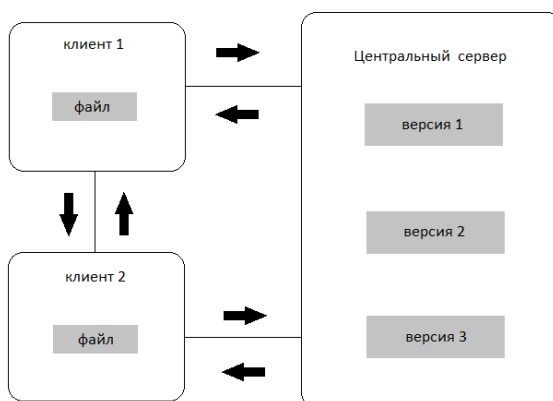 клиент 1
файл
Центральный сервер
версия 1
версия 2
версия 3
клиент 2
файл